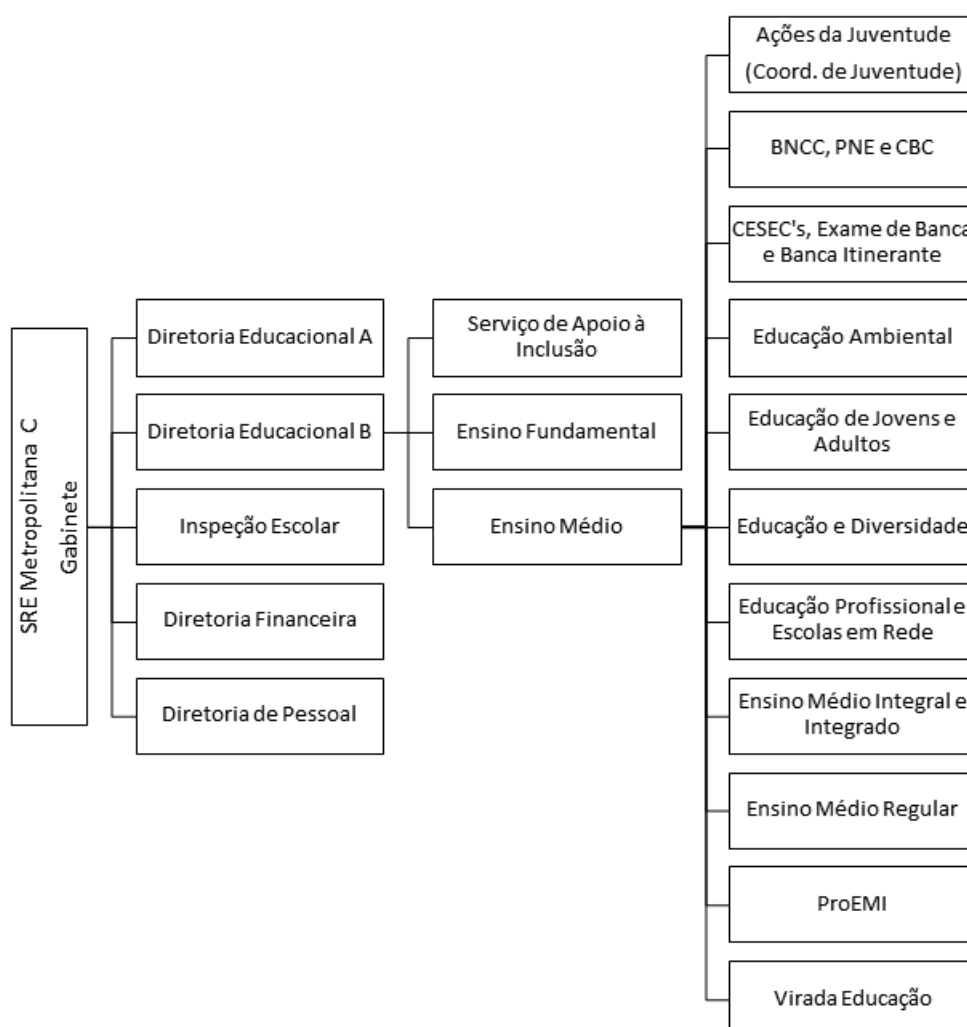 SRE Metropolitana C
Gabinete
Diretoria Educacional A
Diretoria Educacional B
Inspeção Escolar
Diretoria Financeira
Diretoria de Pessoal
Serviço de Apoio à
Inclusão
Ensino Fundamental
Ensino Médio
Ações da Juventude
(Coord. de Juventude)
BNCC, PNE e CBC
CESEC's, Exame de Banca
e Banca Itinerante
Educação Ambiental
Educação de Jovens e
Adultos
Educação e Diversidade
Educação Profissional e
Escolas em Rede
Ensino Médio Integral e
Integrado
Ensino Médio Regular
ProEMI
Virada Educação